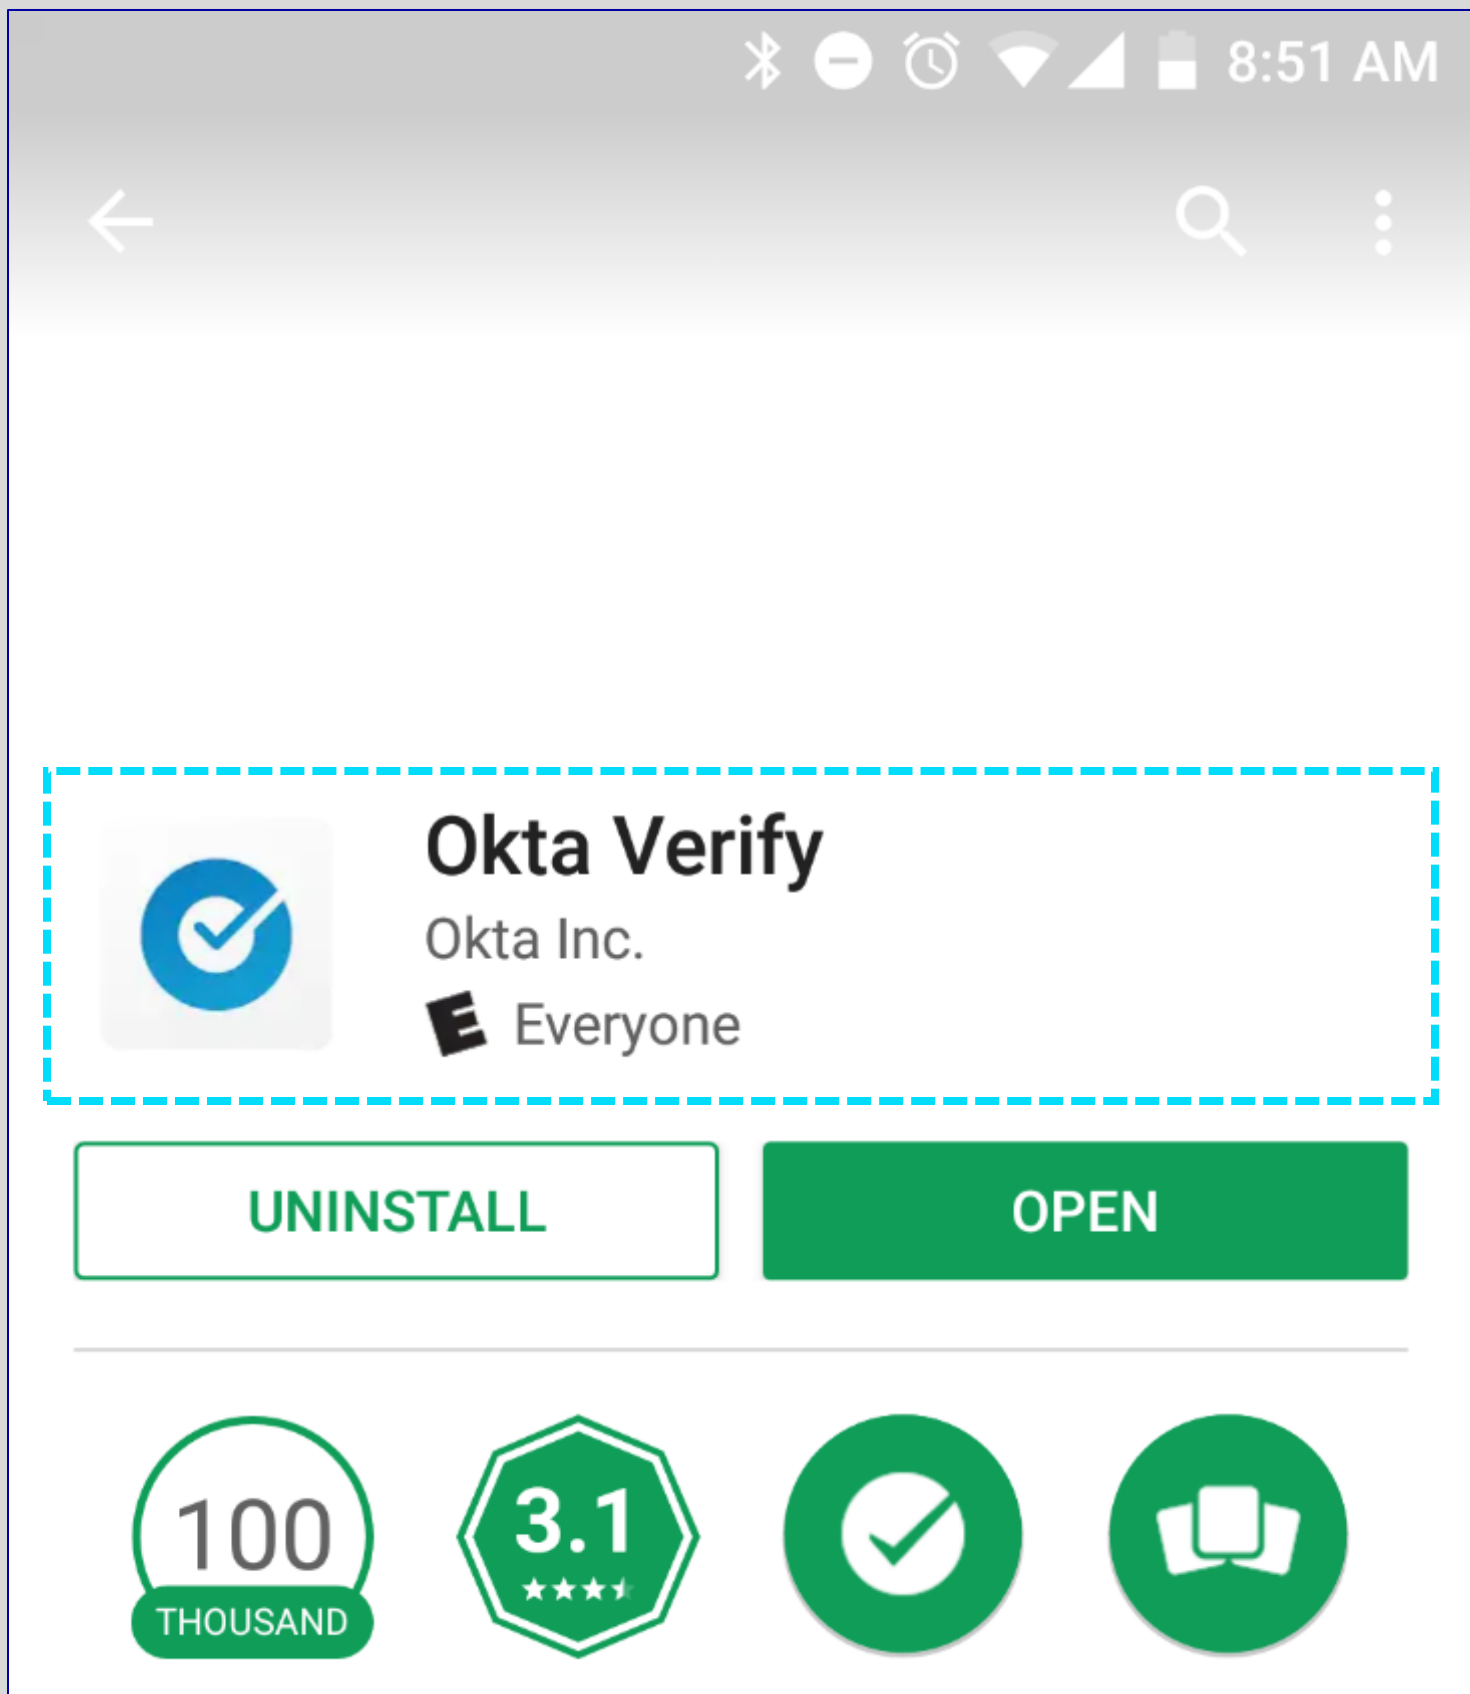 8:51 AM
Okta Verify
Okta Inc.
E Everyone
UNINSTALL
OPEN
100
THOUSAND
3.1